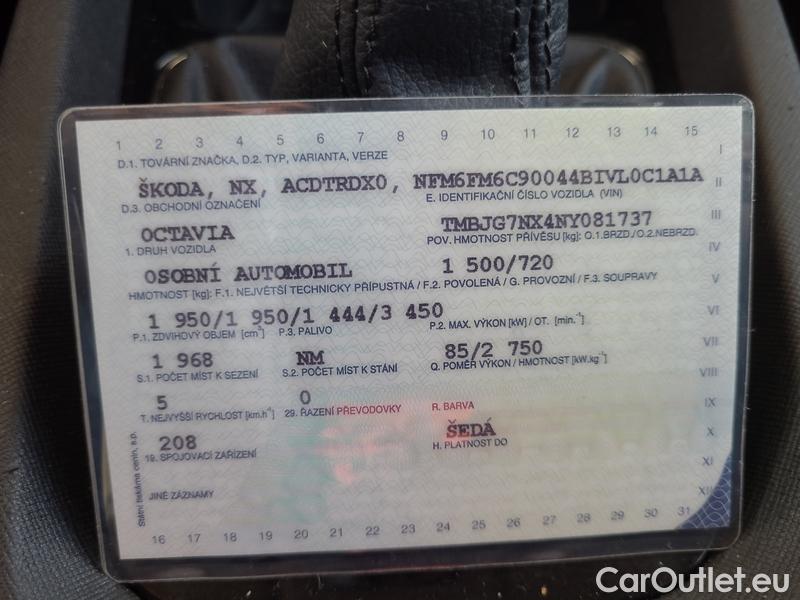 1 2 3 4 5 6 7 8 9 10 11 12 13 14 15
I
D.1. TOVÁRNÍ ZNAČKA, D.2. TYP, VARIANTA, VERZE
ŠKODA, NX, ACDTRDX0, NFM6FM6C90044BIVL0C1A1A
II
D.3. OBCHODNÍ OZNAČENÍ E. IDENTIFIKAČNÍ ČÍSLO VOZIDLA (VIN)
OCTAVIA TMBJG7NX4NY081737
III
1. DRUH VOZIDLA POV. HMOTNOST PŘÍVĚSU [kg]: O.1.BRZD./O.2.NEBRZD.
OSOBNÍ AUTOMOBIL 1 500/720
IV
HMOTNOST [kg]: F.1. NEJVĚTŠÍ TECHNICKY PŘÍPUSTNÁ / F.2. POVOLENÁ / G. PROVOZNÍ / F.3. SOUPRAVY
V
1 950/1 950/1 444/3 450
VI
P.1. ZDVIHOVÝ OBJEM [cm³] P.3. PALIVO P.2. MAX. VÝKON [kW] / OT. [min.⁻¹]
1 968 NM 85/2 750
VII
S.1. POČET MÍST K SEZENÍ S.2. POČET MÍST K STÁNÍ Q. POMĚR VÝKON / HMOTNOST [kW.kg⁻¹]
VIII
5 0
T. NEJVYŠŠÍ RYCHLOST [km.h⁻¹] 29. ŘAZENÍ PŘEVODOVKY R. BARVA
IX
208 ŠEDÁ
X
19. SPOJOVACÍ ZAŘÍZENÍ H. PLATNOST DO
XI
JINÉ ZÁZNAMY
XII
16 17 18 19 20 21 22 23 24 25 26 27 28 29 30 31
Státní tiskárna cenin, s.p.
CarOutlet.eu